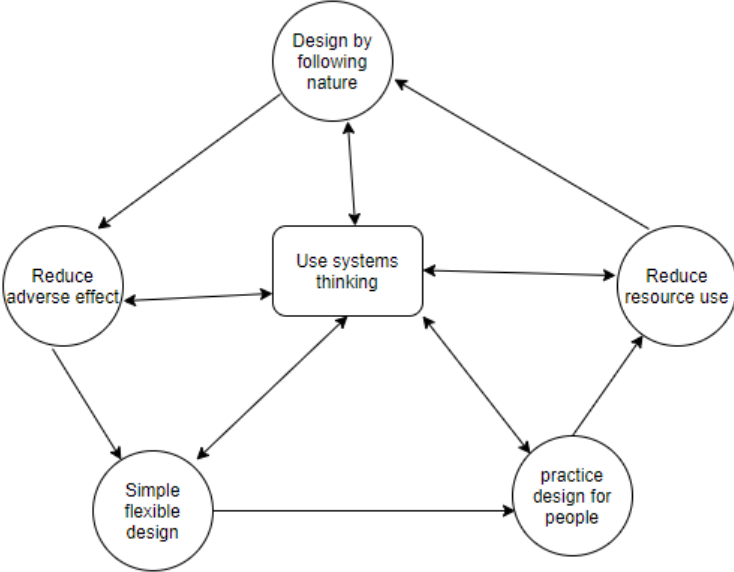 Design by
following
nature
Use systems
thinking
Reduce
adverse effect
Reduce
resource use
Simple
flexible
design
practice
design for
people